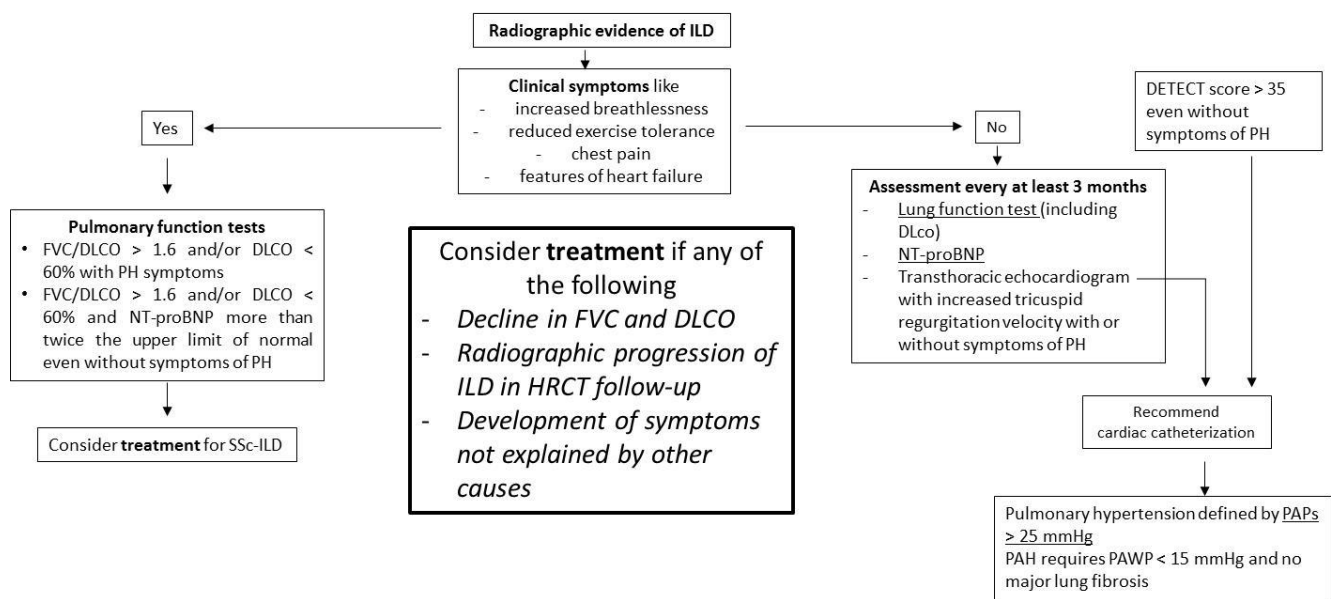 Radiographic evidence of ILD
Clinical symptoms like
- increased breathlessness
- reduced exercise tolerance
- chest pain
- features of heart failure
Yes
No
DETECT score > 35
even without
symptoms of PH
Pulmonary function tests
• FVC/DLCO > 1.6 and/or DLCO <
60% with PH symptoms
• FVC/DLCO > 1.6 and/or DLCO <
60% and NT-proBNP more than
twice the upper limit of normal
even without symptoms of PH
Consider treatment for SSc-ILD
Consider treatment if any of
the following
- Decline in FVC and DLCO
- Radiographic progression of
ILD in HRCT follow-up
- Development of symptoms
not explained by other
causes
Assessment every at least 3 months
- Lung function test (including
DLco)
- NT-proBNP
- Transthoracic echocardiogram
with increased tricuspid
regurgitation velocity with or
without symptoms of PH
Recommend
cardiac catheterization
Pulmonary hypertension defined by PAPs
> 25 mmHg
PAH requires PAWP < 15 mmHg and no
major lung fibrosis